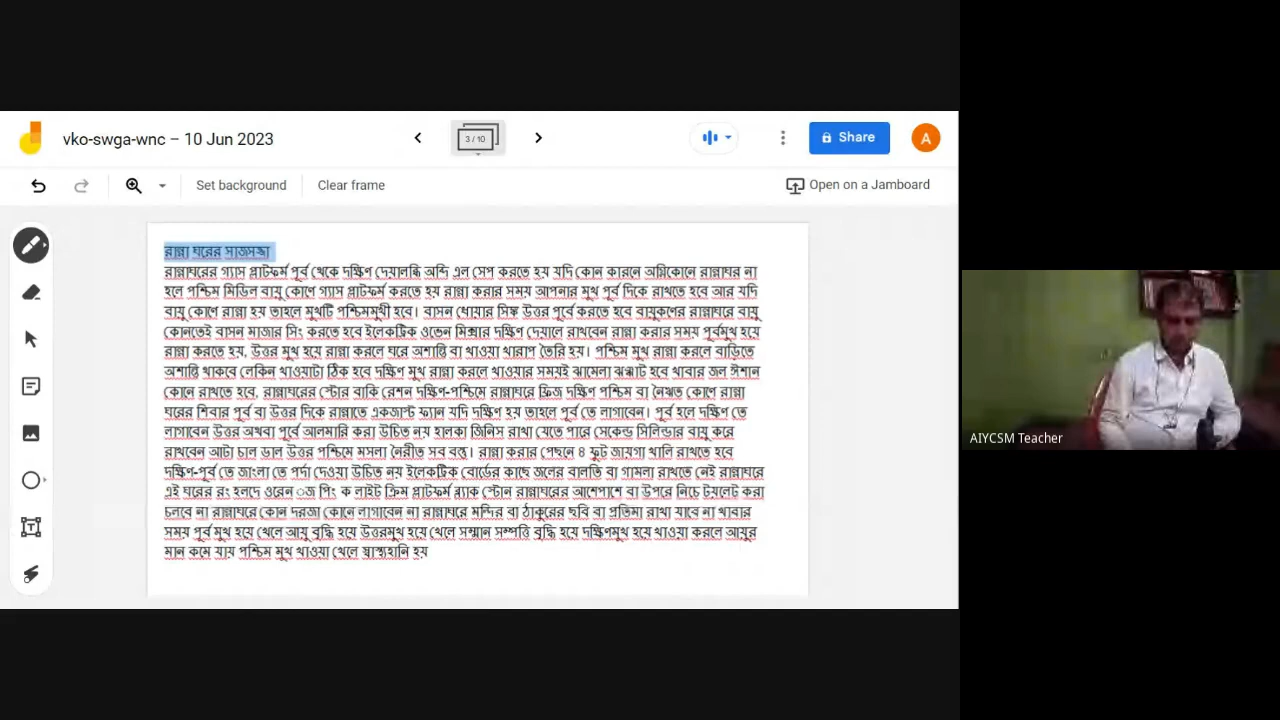 vko-swga-wnc – 10 Jun 2023
3 / 10
Share
A
Set background
Clear frame
Open on a Jamboard
রান্না ঘরের সাজসজ্জা
রান্নাঘরের গ্যাস প্লাটফর্ম পূর্ব থেকে দক্ষিণ দেয়ালব্ধি অব্দি এল সেপ করতে হয় যদি কোন কারনে অগ্নিকোনে রান্নাঘর না
হলে পশ্চিম মিডিল বায়ু কোণে গ্যাস প্লাটফর্ম করতে হয় রান্না করার সময় আপনার মুখ পূর্ব দিকে রাখতে হবে আর যদি
বায়ু কোণে রান্না হয় তাহলে মুখটি পশ্চিমমুখী হবে। বাসন ধোয়ার সিঙ্ক উত্তর পূর্বে করতে হবে বায়ুকণের রান্নাঘরে বায়ু
কোনতেই বাসন মাজার সিং করতে হবে ইলেকট্রিক ওভেন মিক্সার দক্ষিণ দেয়ালে রাখবেন রান্না করার সময় পূর্বমুখ হয়ে
রান্না করতে হয়, উত্তর মুখ হয়ে রান্না করলে ঘরে অশান্তি বা খাওয়া খারাপ তৈরি হয়। পশ্চিম মুখ রান্না করলে বাড়িতে
অশান্তি থাকবে লেকিন খাওয়াটা ঠিক হবে দক্ষিণ মুখ রান্না করলে খাওয়ার সময়ই ঝামেলা ঝঞ্ঝাট হবে খাবার জল ঈশান
কোনে রাখতে হবে, রান্নাঘরের স্টোর বাকি রেশন দক্ষিণ-পশ্চিমে রান্নাঘরে ফ্রিজ দক্ষিণ পশ্চিম বা নৈঋত কোণে রান্না
ঘরের শিবার পূর্ব বা উত্তর দিকে রান্নাতে একজাস্ট ফ্যান যদি দক্ষিণ হয় তাহলে পূর্ব তে লাগাবেন। পূর্ব হলে দক্ষিণ তে
লাগাবেন উত্তর অথবা পূর্বে আলমারি করা উচিত নয় হালকা জিনিস রাখা যেতে পারে সেকেন্ড সিলিন্ডার বায়ু করে
রাখবেন আটা চাল ডাল উত্তর পশ্চিমে মসলা নৈরীত সব বস্ত। রান্না করার পেছনে ৪ ফুট জায়গা খালি রাখতে হবে
দক্ষিণ-পূর্ব তে জাংলা তে পর্দা দেওয়া উচিত নয় ইলেকট্রিক বোর্ডের কাছে জলের বালতি বা গামলা রাখতে নেই রান্নাঘরে
এই ঘরের রং হলদে ওরেন ্জ পিং ক লাইট ক্রিম প্লাটফর্ম ব্ল্যাক স্টোন রান্নাঘরের আশেপাশে বা উপরে নিচে টয়লেট করা
চলবে না রান্নাঘরে কোন দরজা কোনে লাগাবেন না রান্নাঘরে মন্দির বা ঠাকুরের ছবি বা প্রতিমা রাখা যাবে না খাবার
সময় পূর্ব মুখ হয়ে খেলে আয়ু বৃদ্ধি হয়ে উত্তরমুখ হয়ে খেলে সম্মান সম্পত্তি বৃদ্ধি হয়ে দক্ষিণমুখ হয়ে খাওয়া করলে আয়ুর
মান কমে যায় পশ্চিম মুখ খাওয়া খেলে স্বাস্থ্যহানি হয়
AIYCSM Teacher